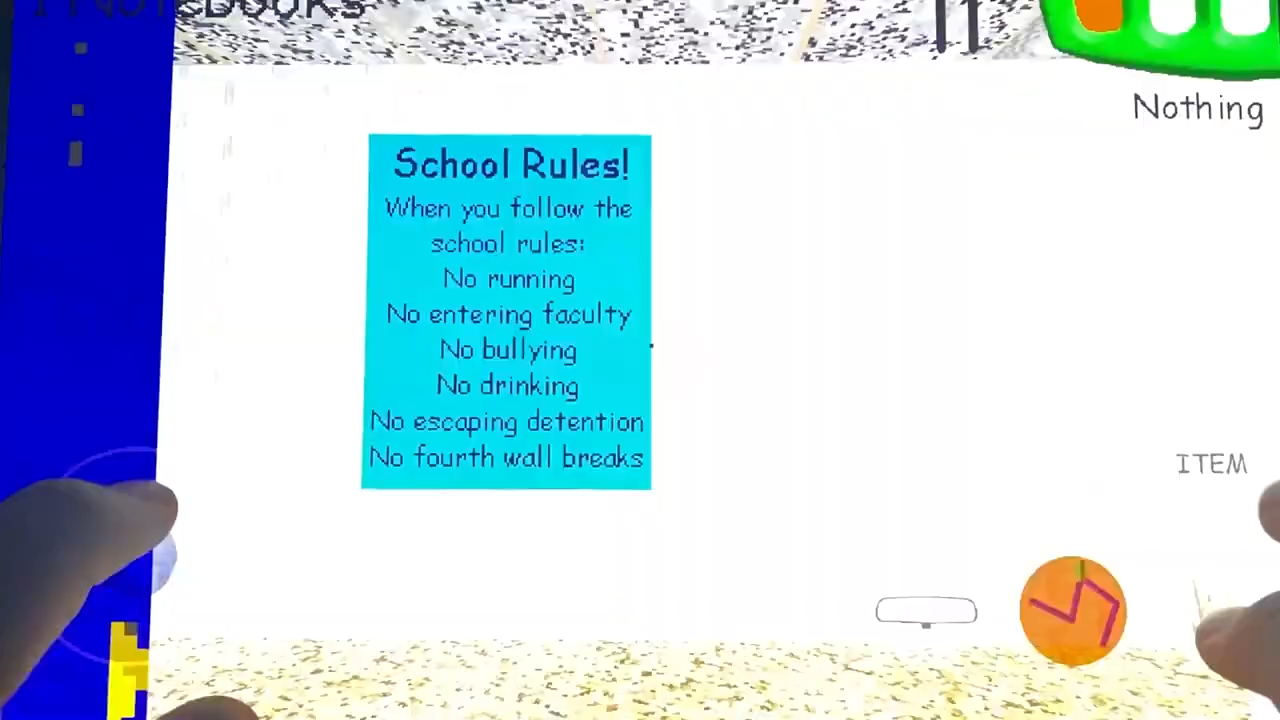 Notebooks
Nothing
School Rules!
When you follow the
school rules:
No running
No entering faculty
No bullying
No drinking
No escaping detention
No fourth wall breaks
ITEM